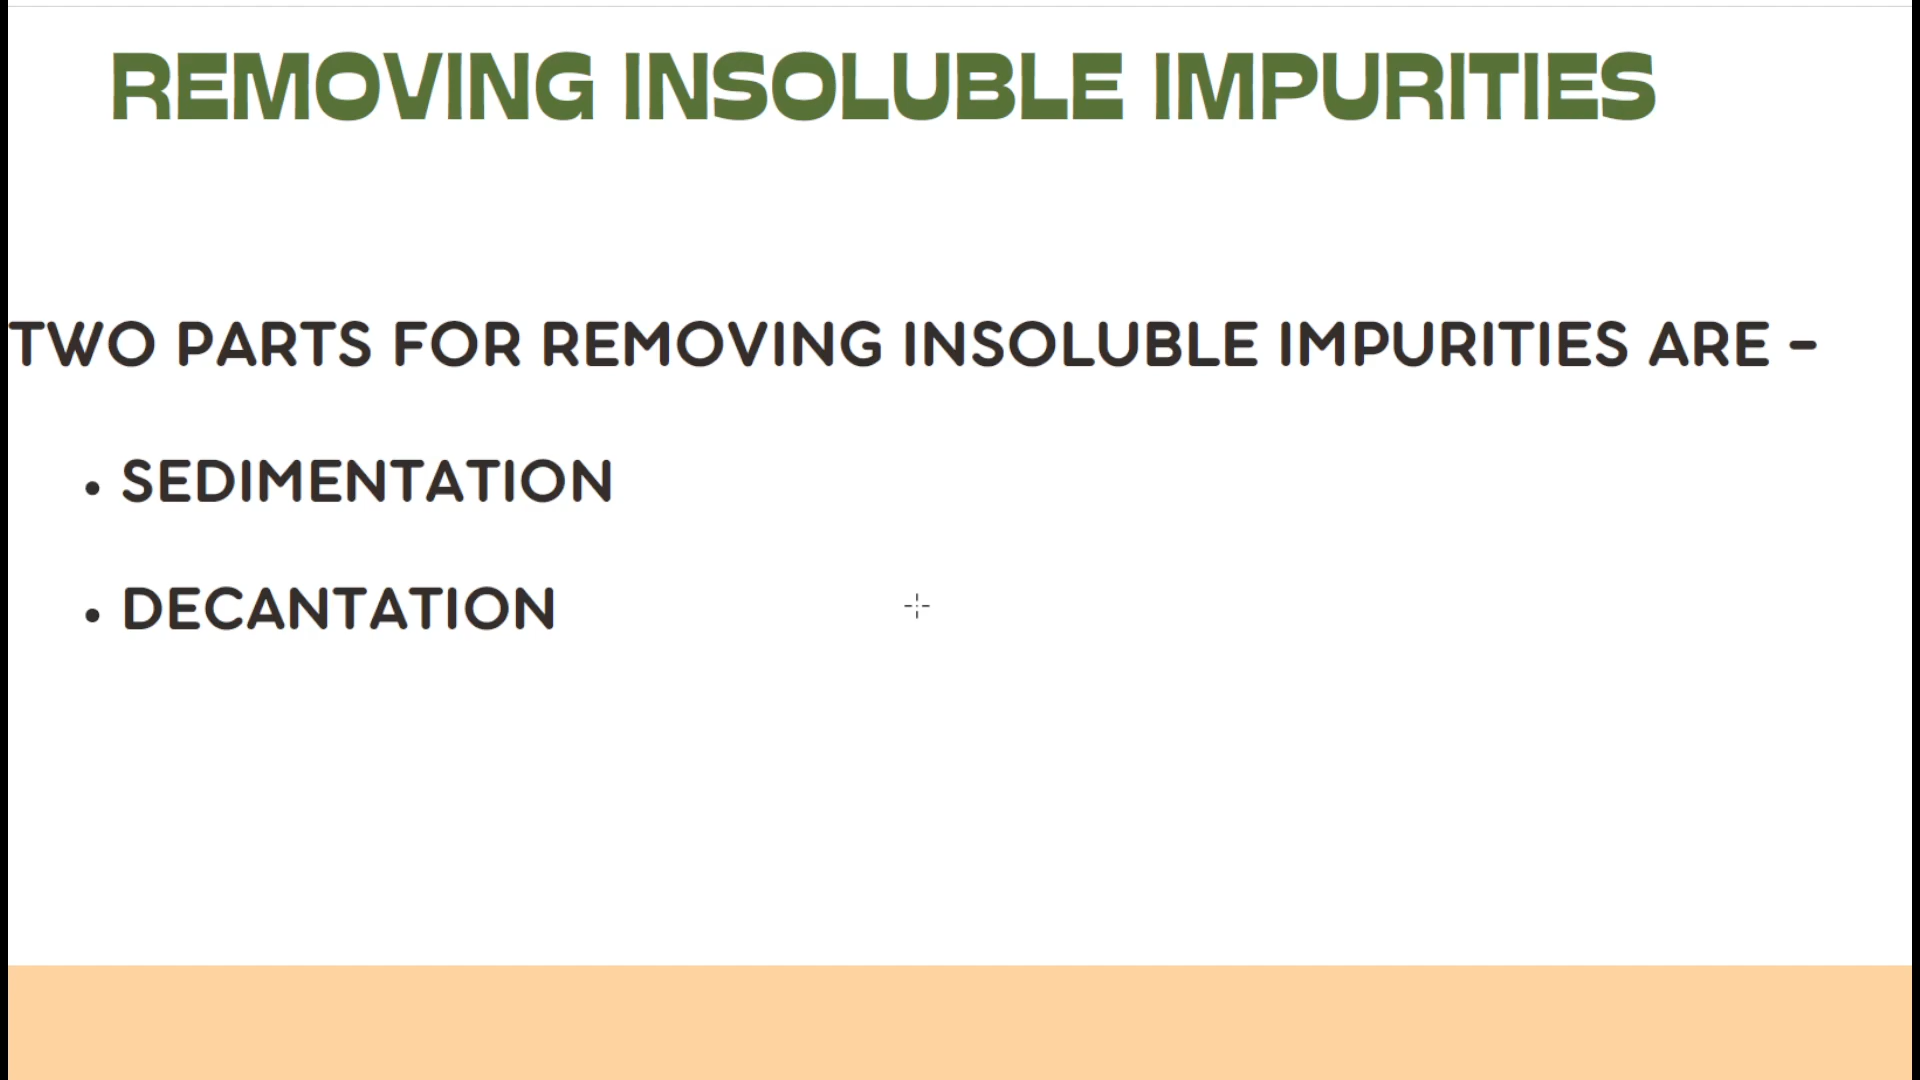 REMOVING INSOLUBLE IMPURITIES
TWO PARTS FOR REMOVING INSOLUBLE IMPURITIES ARE –
• SEDIMENTATION
• DECANTATION